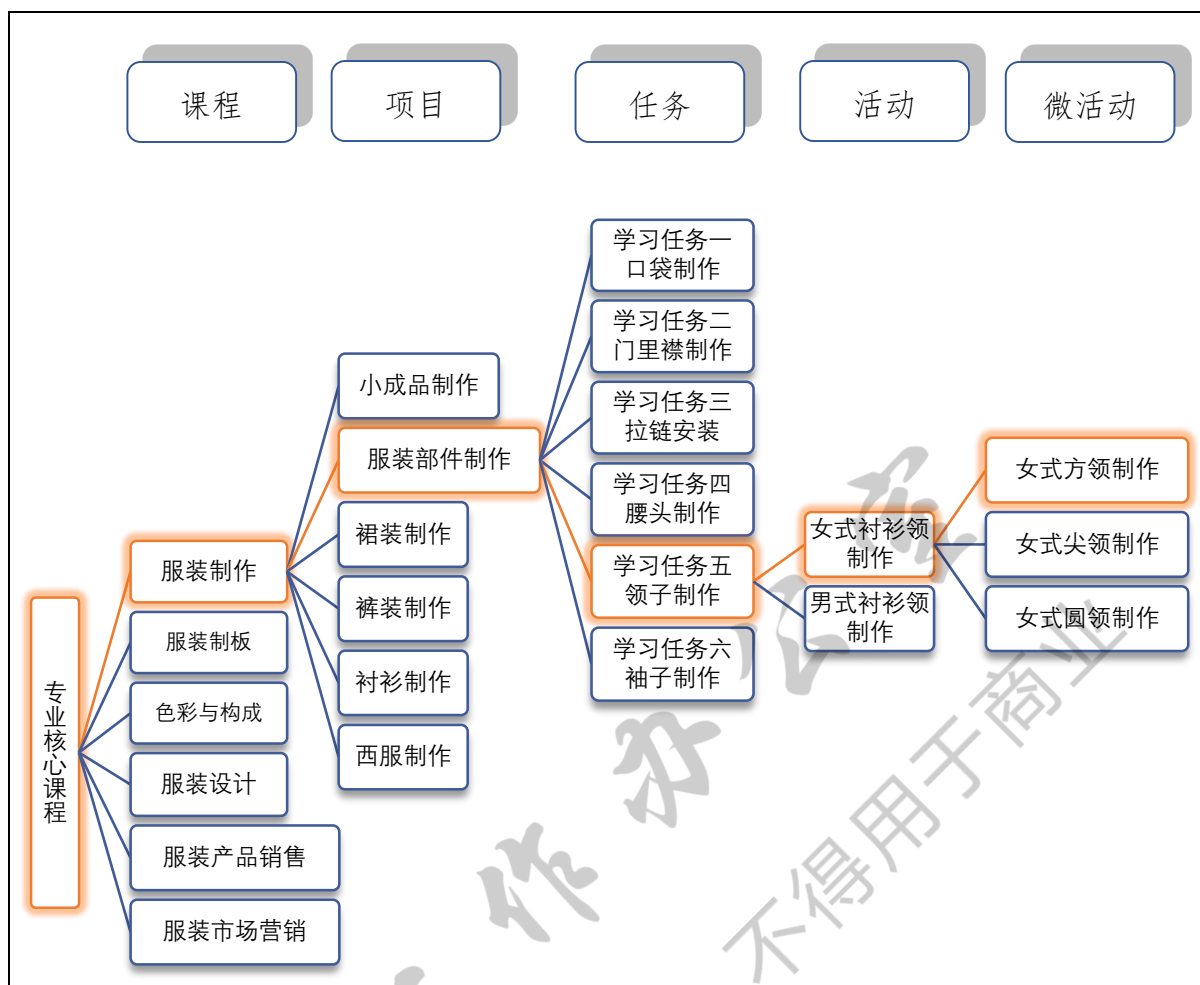 课程
项目
任务
活动
微活动
专业核心课程
服装制作
服装制板
色彩与构成
服装设计
服装产品销售
服装市场营销
小成品制作
服装部件制作
裙装制作
裤装制作
衬衫制作
西服制作
学习任务一
口袋制作
学习任务二
门里襟制作
学习任务三
拉链安装
学习任务四
腰头制作
学习任务五
领子制作
学习任务六
袖子制作
女式衬衫领
制作
男式衬衫领
制作
女式方领制作
女式尖领制作
女式圆领制作
作办公室
不得用于商业